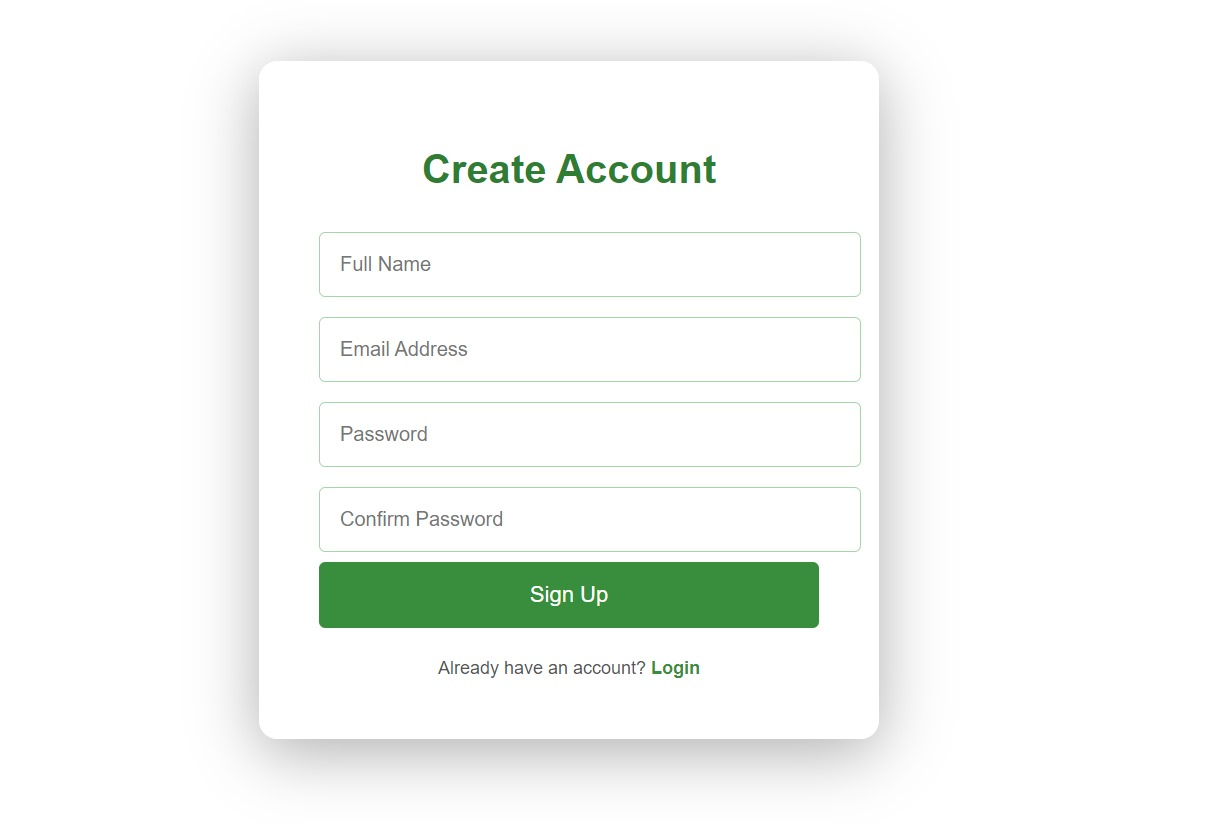 Create Account
Full Name
Email Address
Password
Confirm Password
Sign Up
Already have an account? Login